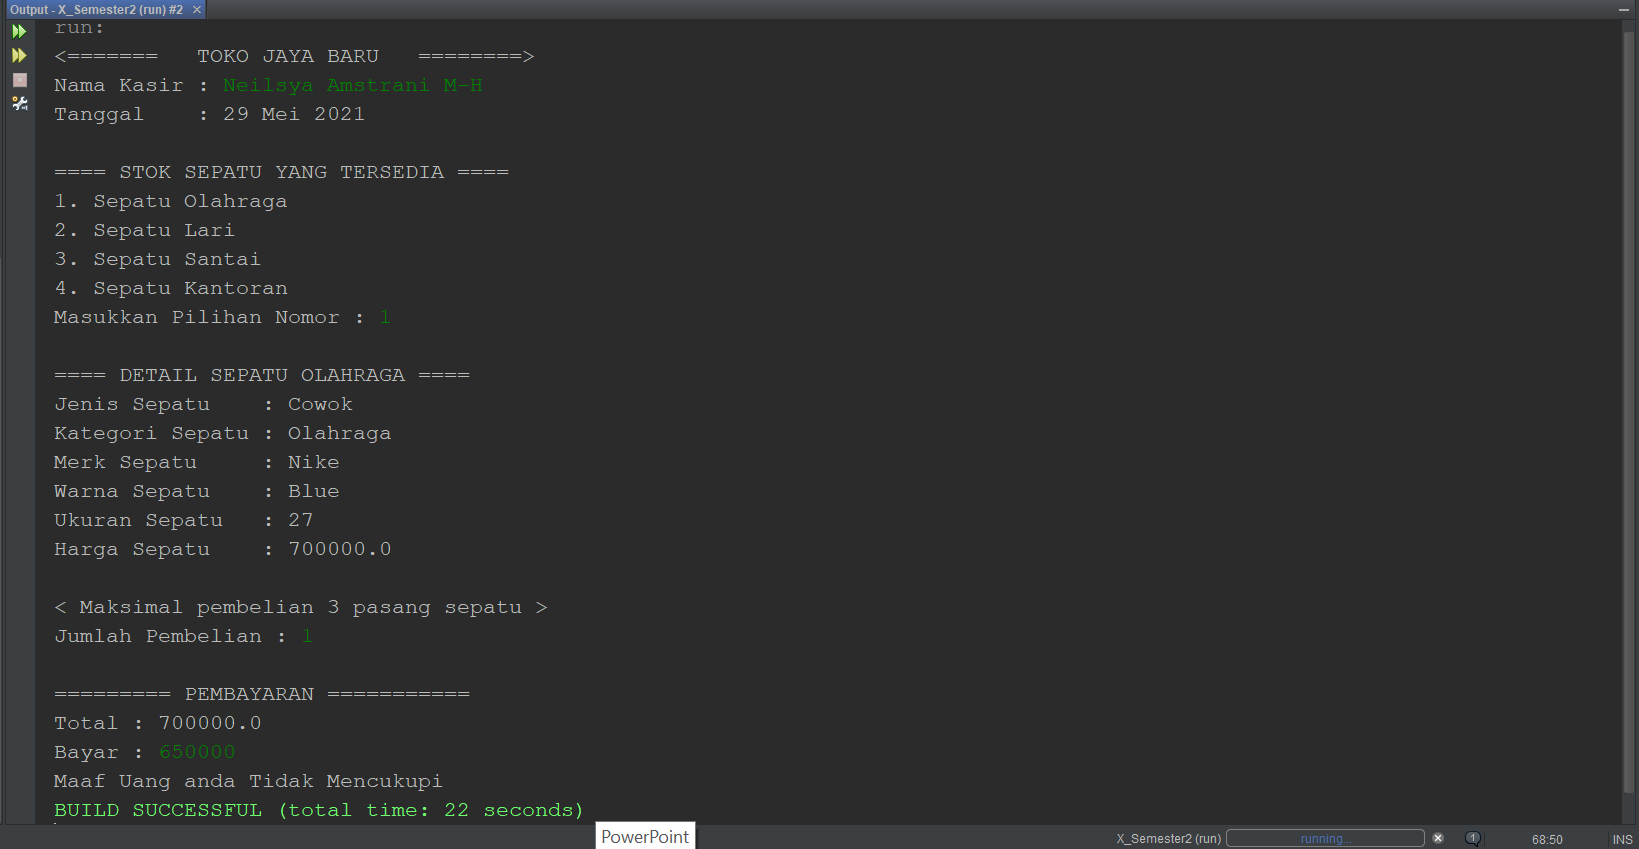 Output - X_Semester2 (run) #2
run:
<=======   TOKO JAYA BARU   ========>
Nama Kasir : Neilsya Amstrani M-H
Tanggal    : 29 Mei 2021
==== STOK SEPATU YANG TERSEDIA ====
1. Sepatu Olahraga
2. Sepatu Lari
3. Sepatu Santai
4. Sepatu Kantoran
Masukkan Pilihan Nomor : 1
==== DETAIL SEPATU OLAHRAGA ====
Jenis Sepatu    : Cowok
Kategori Sepatu : Olahraga
Merk Sepatu     : Nike
Warna Sepatu    : Blue
Ukuran Sepatu   : 27
Harga Sepatu    : 700000.0
< Maksimal pembelian 3 pasang sepatu >
Jumlah Pembelian : 1
========= PEMBAYARAN ===========
Total : 700000.0
Bayar : 650000
Maaf Uang anda Tidak Mencukupi
BUILD SUCCESSFUL (total time: 22 seconds)
PowerPoint
X_Semester2 (run) running... 1 68:50 INS